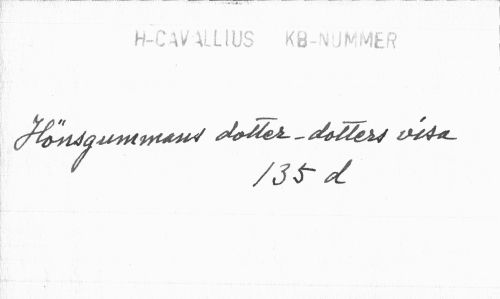 H-CAVALLIUS KB-NUMMER
Hönsgummans dotter-dotters visa
135 d